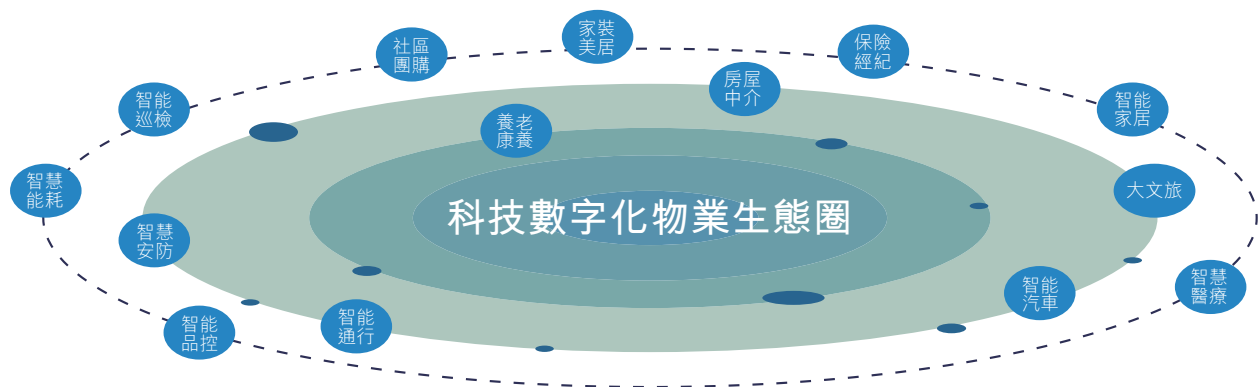 家裝
美居
社區
團購
保險
經紀
房屋
中介
智能
巡檢
智能
家居
養老
康養
智慧
能耗
大文旅
科技數字化物業生態圈
智慧
安防
智慧
醫療
智能
汽車
智能
通行
智能
品控